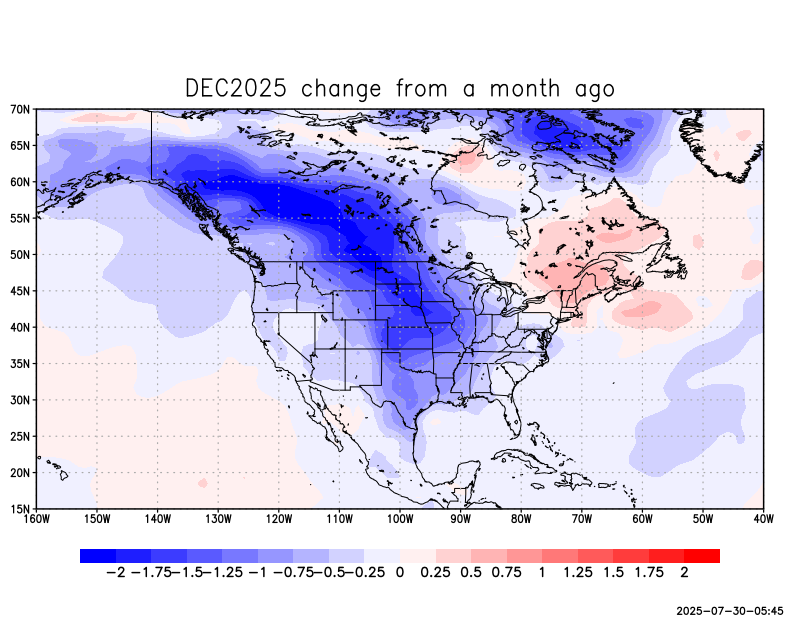 DEC2025 change from a month ago
70N
65N
60N
55N
50N
45N
40N
35N
30N
25N
20N
15N
160W 150W 140W 130W 120W 110W 100W 90W 80W 70W 60W 50W 40W
−2 −1.75 −1.5 −1.25 −1 −0.75 −0.5 −0.25 0 0.25 0.5 0.75 1 1.25 1.5 1.75 2
2025-07-30-05:45